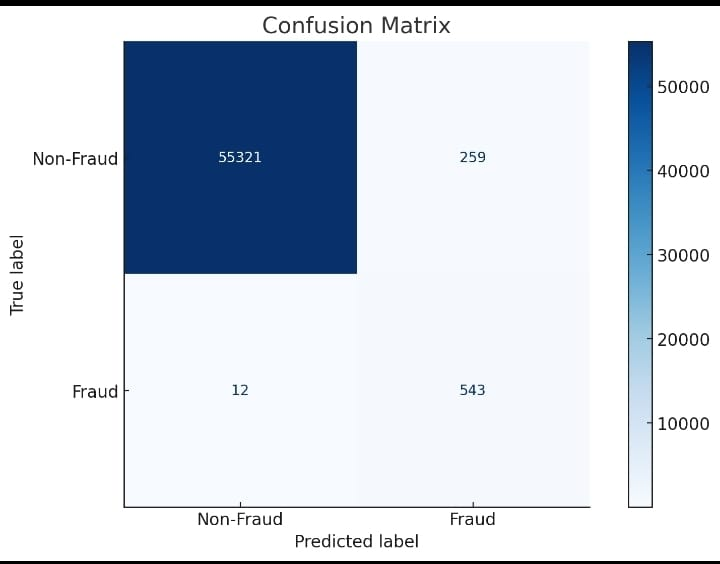 Confusion Matrix
Non-Fraud
55321
259
Fraud
12
543
True label
Non-Fraud
Fraud
Predicted label
50000
40000
30000
20000
10000